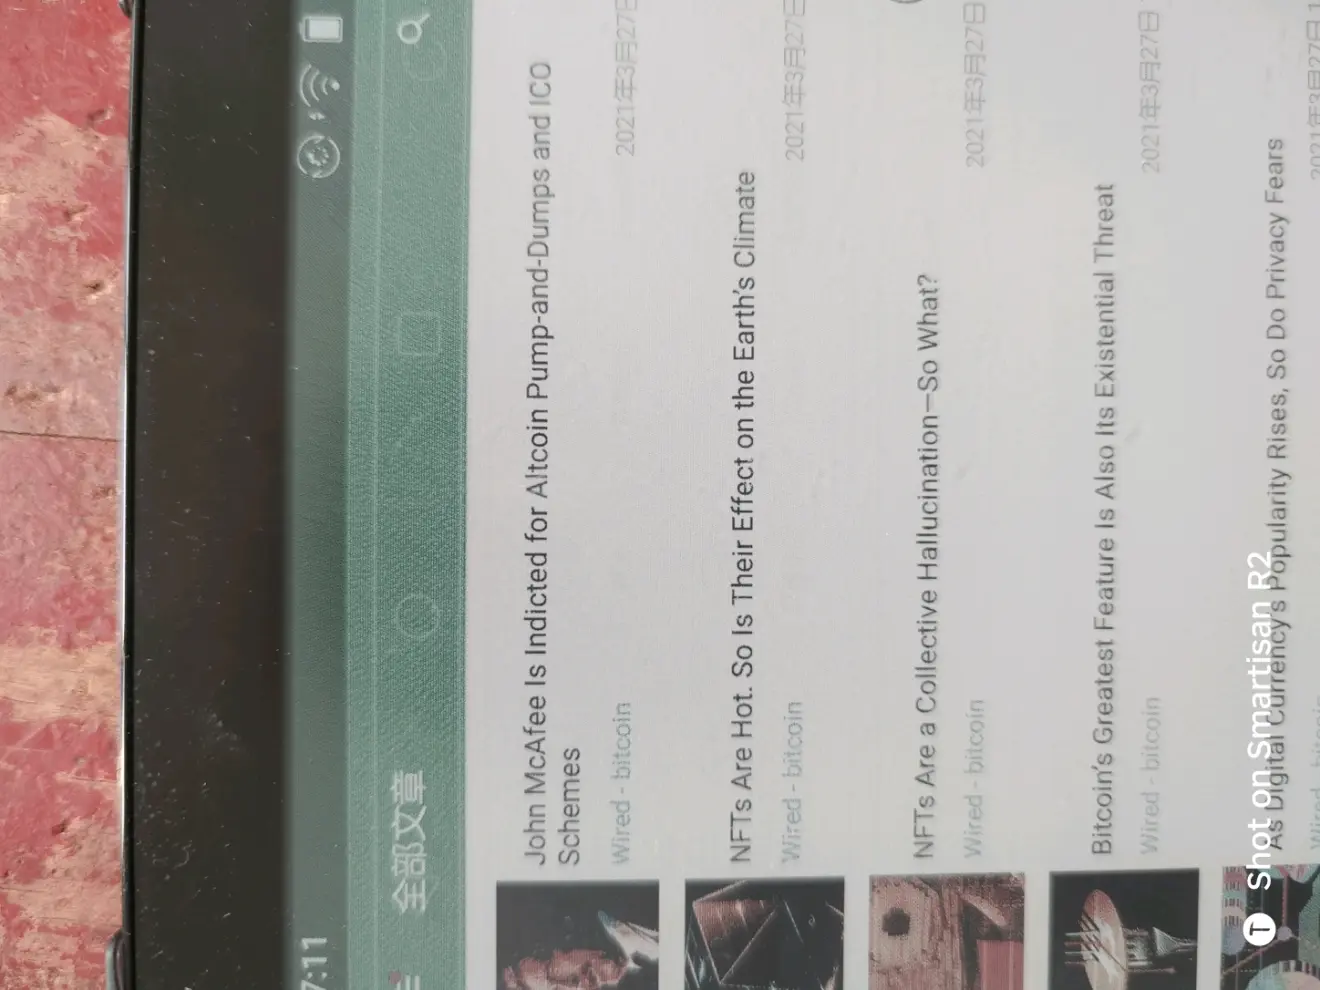 7:11
全部文章
John McAfee Is Indicted for Altcoin Pump-and-Dumps and ICO
Schemes
Wired - bitcoin 2021年3月27日
NFTs Are Hot. So Is Their Effect on the Earth's Climate
Wired - bitcoin 2021年3月27日
NFTs Are a Collective Hallucination—So What?
Wired - bitcoin 2021年3月27日
Bitcoin's Greatest Feature Is Also Its Existential Threat
Wired - bitcoin 2021年3月27日
As Digital Currency's Popularity Rises, So Do Privacy Fears
Wired - bitcoin 2021年3月27日
Shot on Smartisan R2